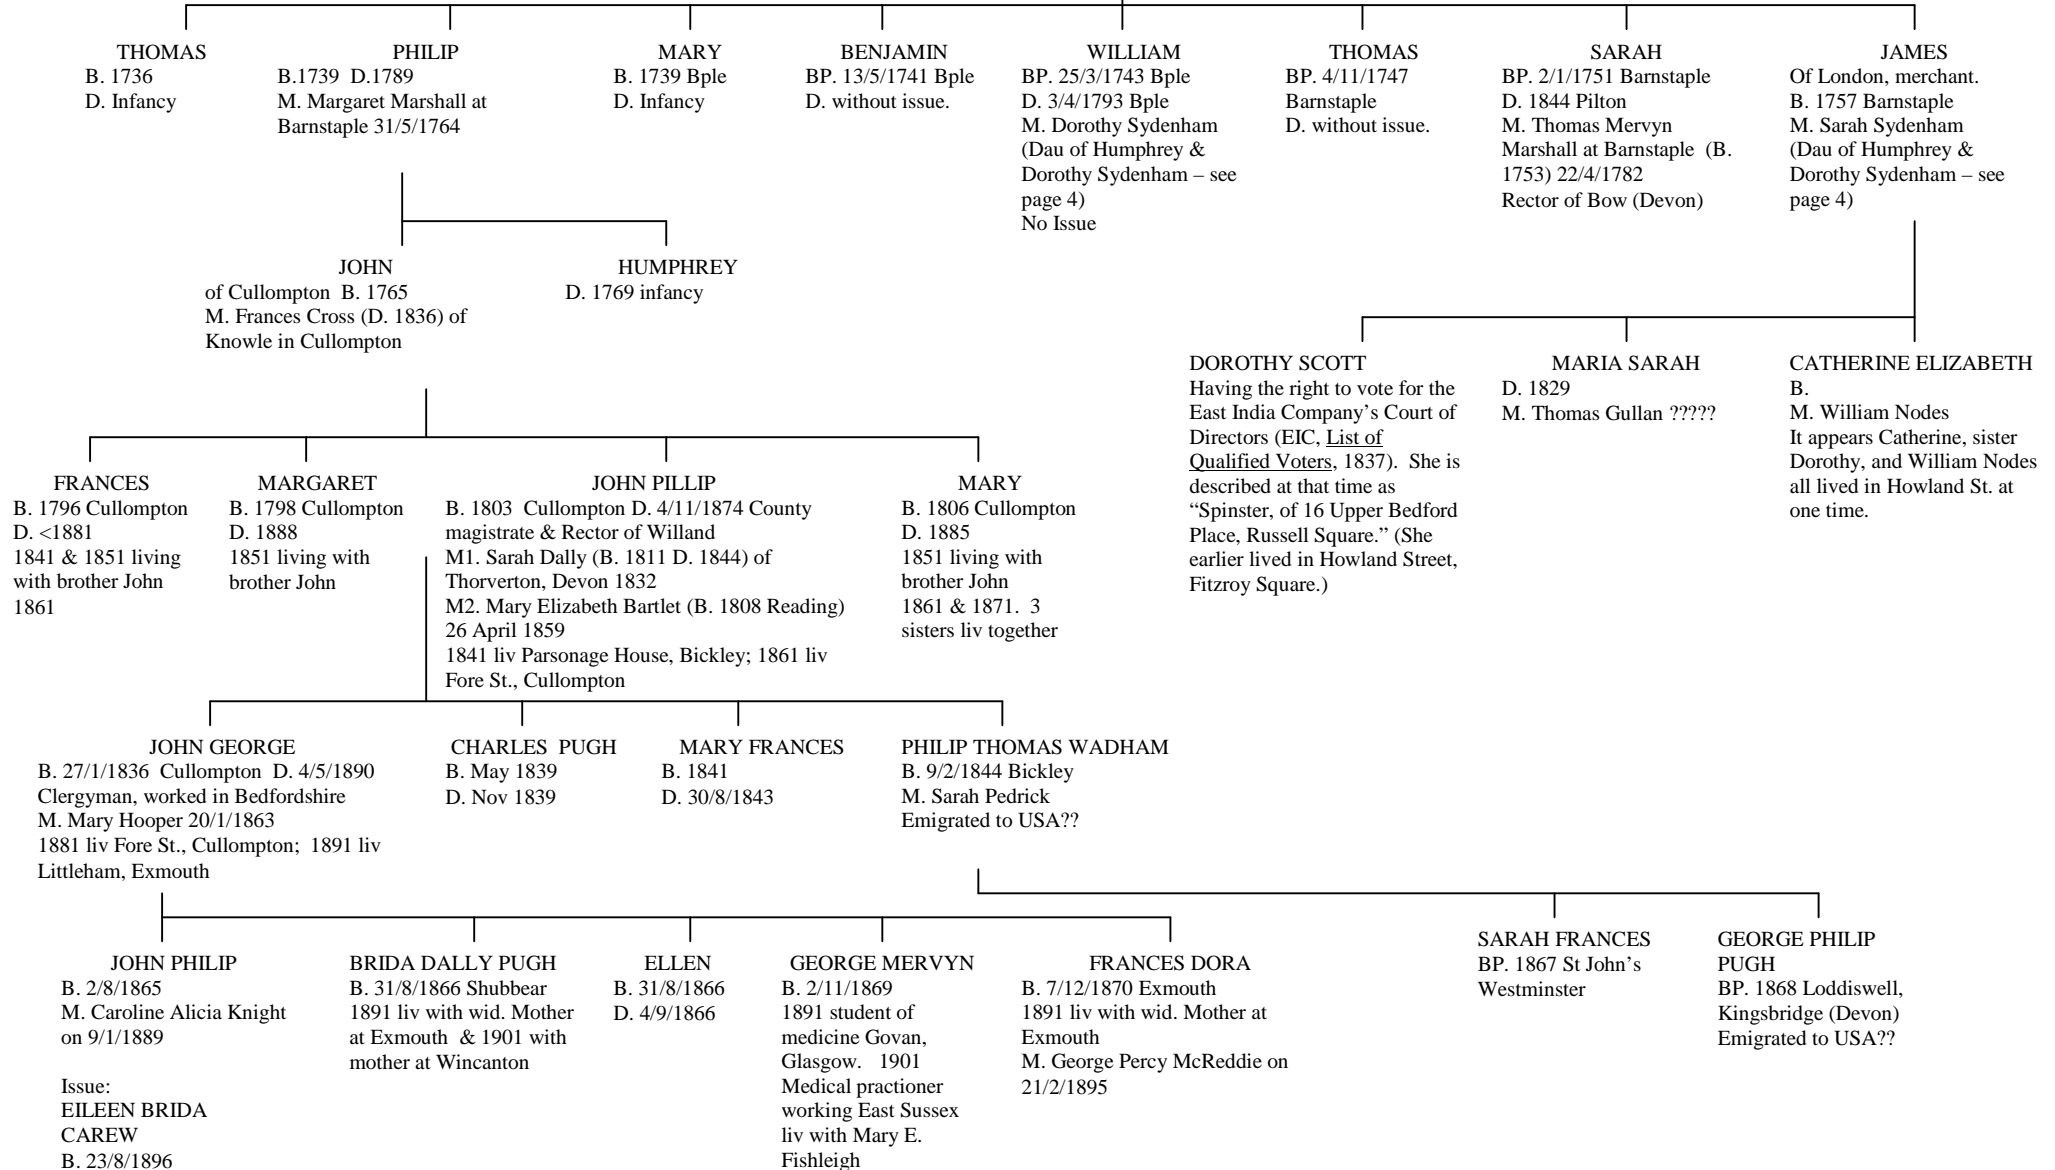 THOMAS
B. 1736
D. Infancy
PHILIP
B.1739 D.1789
M. Margaret Marshall at
Barnstaple 31/5/1764
MARY
B. 1739 Bple
D. Infancy
BENJAMIN
BP. 13/5/1741 Bple
D. without issue.
WILLIAM
BP. 25/3/1743 Bple
D. 3/4/1793 Bple
M. Dorothy Sydenham
(Dau of Humphrey &
Dorothy Sydenham – see
page 4)
No Issue
THOMAS
BP. 4/11/1747
Barnstaple
D. without issue.
SARAH
BP. 2/1/1751 Barnstaple
D. 1844 Pilton
M. Thomas Mervyn
Marshall at Barnstaple (B.
1753) 22/4/1782
Rector of Bow (Devon)
JAMES
Of London, merchant.
B. 1757 Barnstaple
M. Sarah Sydenham
(Dau of Humphrey &
Dorothy Sydenham – see
page 4)
JOHN
of Cullompton B. 1765
M. Frances Cross (D. 1836) of
Knowle in Cullompton
HUMPHREY
D. 1769 infancy
DOROTHY SCOTT
Having the right to vote for the
East India Company’s Court of
Directors (EIC, List of
Qualified Voters, 1837). She is
described at that time as
“Spinster, of 16 Upper Bedford
Place, Russell Square.” (She
earlier lived in Howland Street,
Fitzroy Square.)
MARIA SARAH
D. 1829
M. Thomas Gullan ?????
CATHERINE ELIZABETH
B.
M. William Nodes
It appears Catherine, sister
Dorothy, and William Nodes
all lived in Howland St. at
one time.
FRANCES
B. 1796 Cullompton
D. <1881
1841 & 1851 living
with brother John
1861
MARGARET
B. 1798 Cullompton
D. 1888
1851 living with
brother John
JOHN PILLIP
B. 1803 Cullompton D. 4/11/1874 County
magistrate & Rector of Willand
M1. Sarah Dally (B. 1811 D. 1844) of
Thorverton, Devon 1832
M2. Mary Elizabeth Bartlet (B. 1808 Reading)
26 April 1859
1841 liv Parsonage House, Bickley; 1861 liv
Fore St., Cullompton
MARY
B. 1806 Cullompton
D. 1885
1851 living with
brother John
1861 & 1871. 3
sisters liv together
JOHN GEORGE
B. 27/1/1836 Cullompton D. 4/5/1890
Clergyman, worked in Bedfordshire
M. Mary Hooper 20/1/1863
1881 liv Fore St., Cullompton; 1891 liv
Littleham, Exmouth
CHARLES PUGH
B. May 1839
D. Nov 1839
MARY FRANCES
B. 1841
D. 30/8/1843
PHILIP THOMAS WADHAM
B. 9/2/1844 Bickley
M. Sarah Pedrick
Emigrated to USA??
JOHN PHILIP
B. 2/8/1865
M. Caroline Alicia Knight
on 9/1/1889
Issue:
EILEEN BRIDA
CAREW
B. 23/8/1896
BRIDA DALLY PUGH
B. 31/8/1866 Shubbear
1891 liv with wid. Mother
at Exmouth & 1901 with
mother at Wincanton
ELLEN
B. 31/8/1866
D. 4/9/1866
GEORGE MERVYN
B. 2/11/1869
1891 student of
medicine Govan,
Glasgow. 1901
Medical practioner
working East Sussex
liv with Mary E.
Fishleigh
FRANCES DORA
B. 7/12/1870 Exmouth
1891 liv with wid. Mother at
Exmouth
M. George Percy McReddie on
21/2/1895
SARAH FRANCES
BP. 1867 St John’s
Westminster
GEORGE PHILIP
PUGH
BP. 1868 Loddiswell,
Kingsbridge (Devon)
Emigrated to USA??